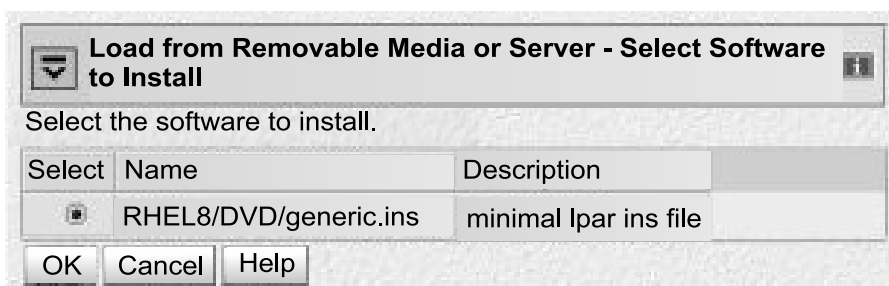 Load from Removable Media or Server - Select Software
to Install
Select the software to install.
Select Name Description
RHEL8/DVD/generic.ins minimal lpar ins file
OK Cancel Help